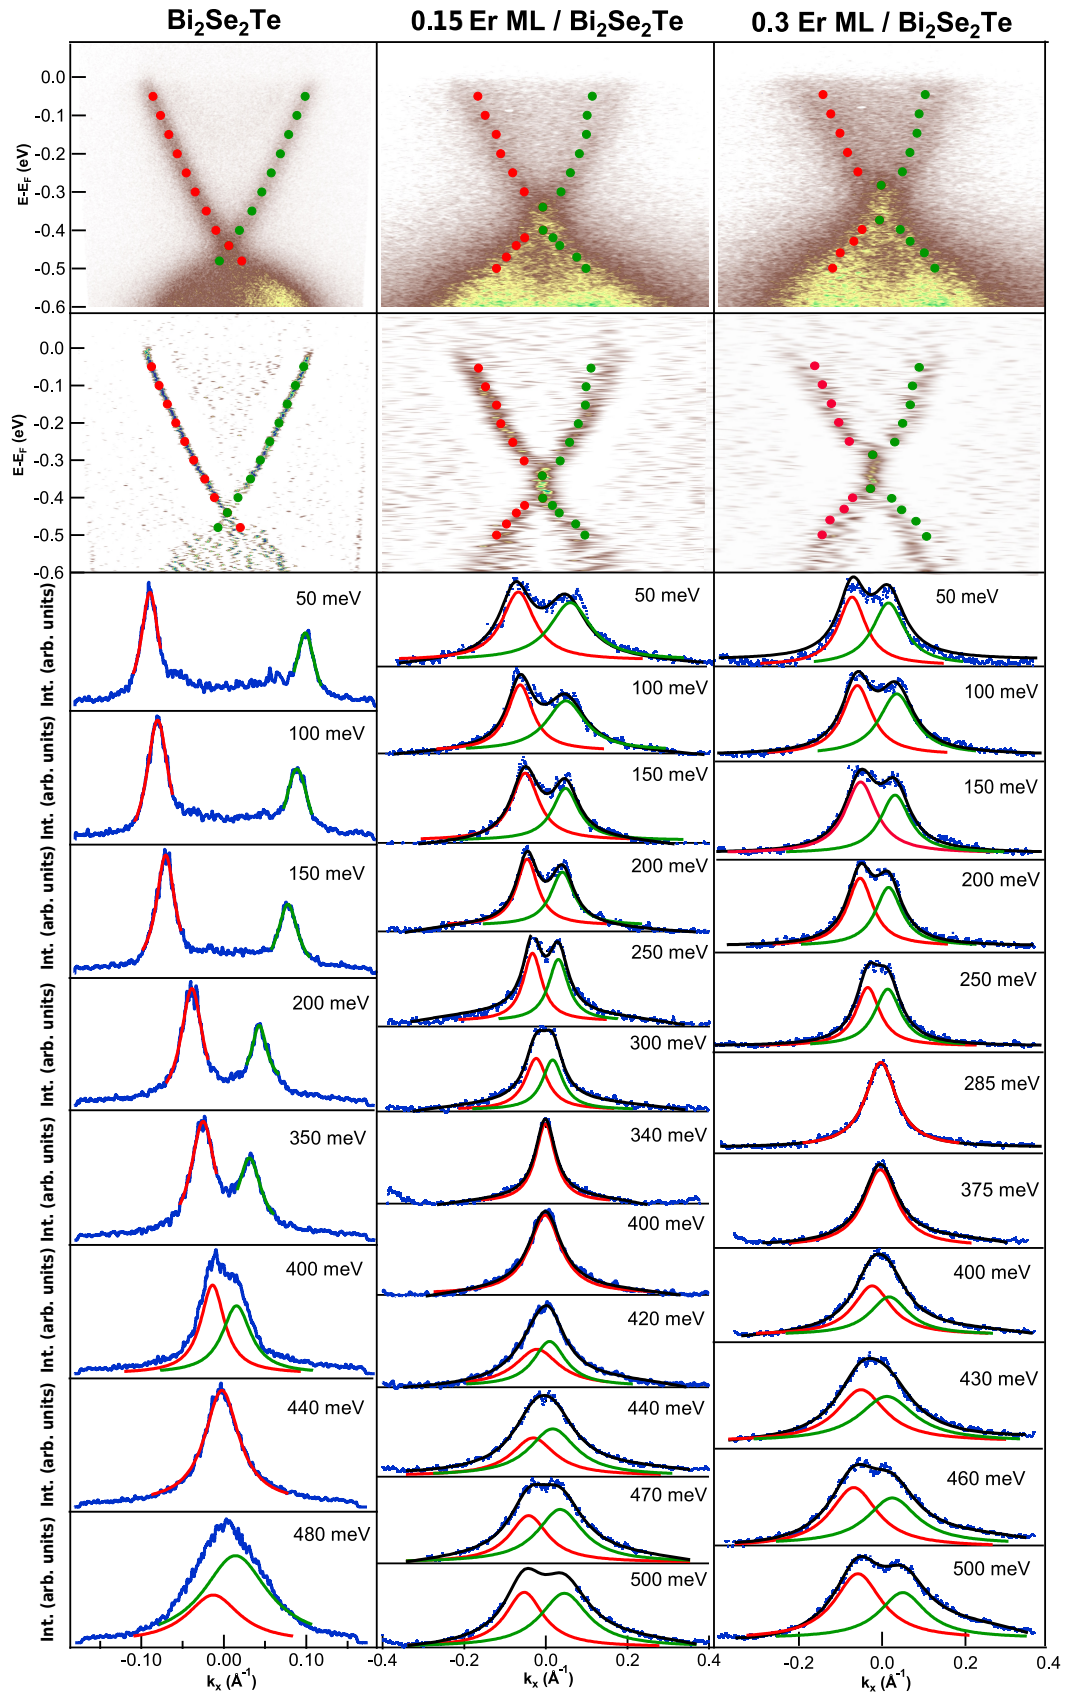 Bi₂Se₂Te
0.15 Er ML / Bi₂Se₂Te
0.3 Er ML / Bi₂Se₂Te
E-E_F (eV)
0.0
-0.1
-0.2
-0.3
-0.4
-0.5
-0.6
E-E_F (eV)
0.0
-0.1
-0.2
-0.3
-0.4
-0.5
-0.6
Int. (arb. units)
50 meV
Int. (arb. units)
100 meV
Int. (arb. units)
150 meV
Int. (arb. units)
200 meV
Int. (arb. units)
350 meV
Int. (arb. units)
400 meV
Int. (arb. units)
440 meV
Int. (arb. units)
480 meV
-0.10
0.00
0.10
kₓ (Å⁻¹)
50 meV
100 meV
150 meV
200 meV
250 meV
300 meV
340 meV
400 meV
420 meV
440 meV
470 meV
500 meV
-0.4
-0.2
0.0
0.2
0.4
kₓ (Å⁻¹)
50 meV
100 meV
150 meV
200 meV
250 meV
285 meV
375 meV
400 meV
430 meV
460 meV
500 meV
-0.2
0.0
0.2
0.4
kₓ (Å⁻¹)